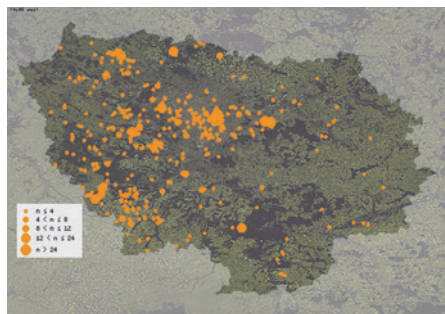 n ≤ 4
4 < n ≤ 8
8 < n ≤ 12
12 < n ≤ 24
n > 24